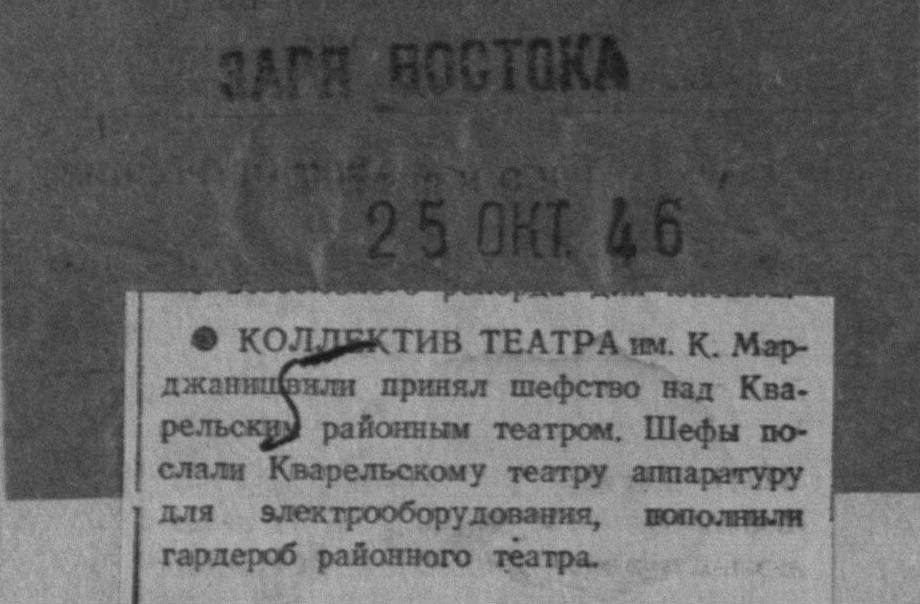 ЗАРЯ ВОСТОКА
25 ОКТ. 46
● КОЛЛЕКТИВ ТЕАТРА им. К. Мар-
джанишвили принял шефство над Ква-
рельским районным театром. Шефы по-
слали Кварельскому театру аппаратуру
для электрооборудования, пополнили
гардероб районного театра.